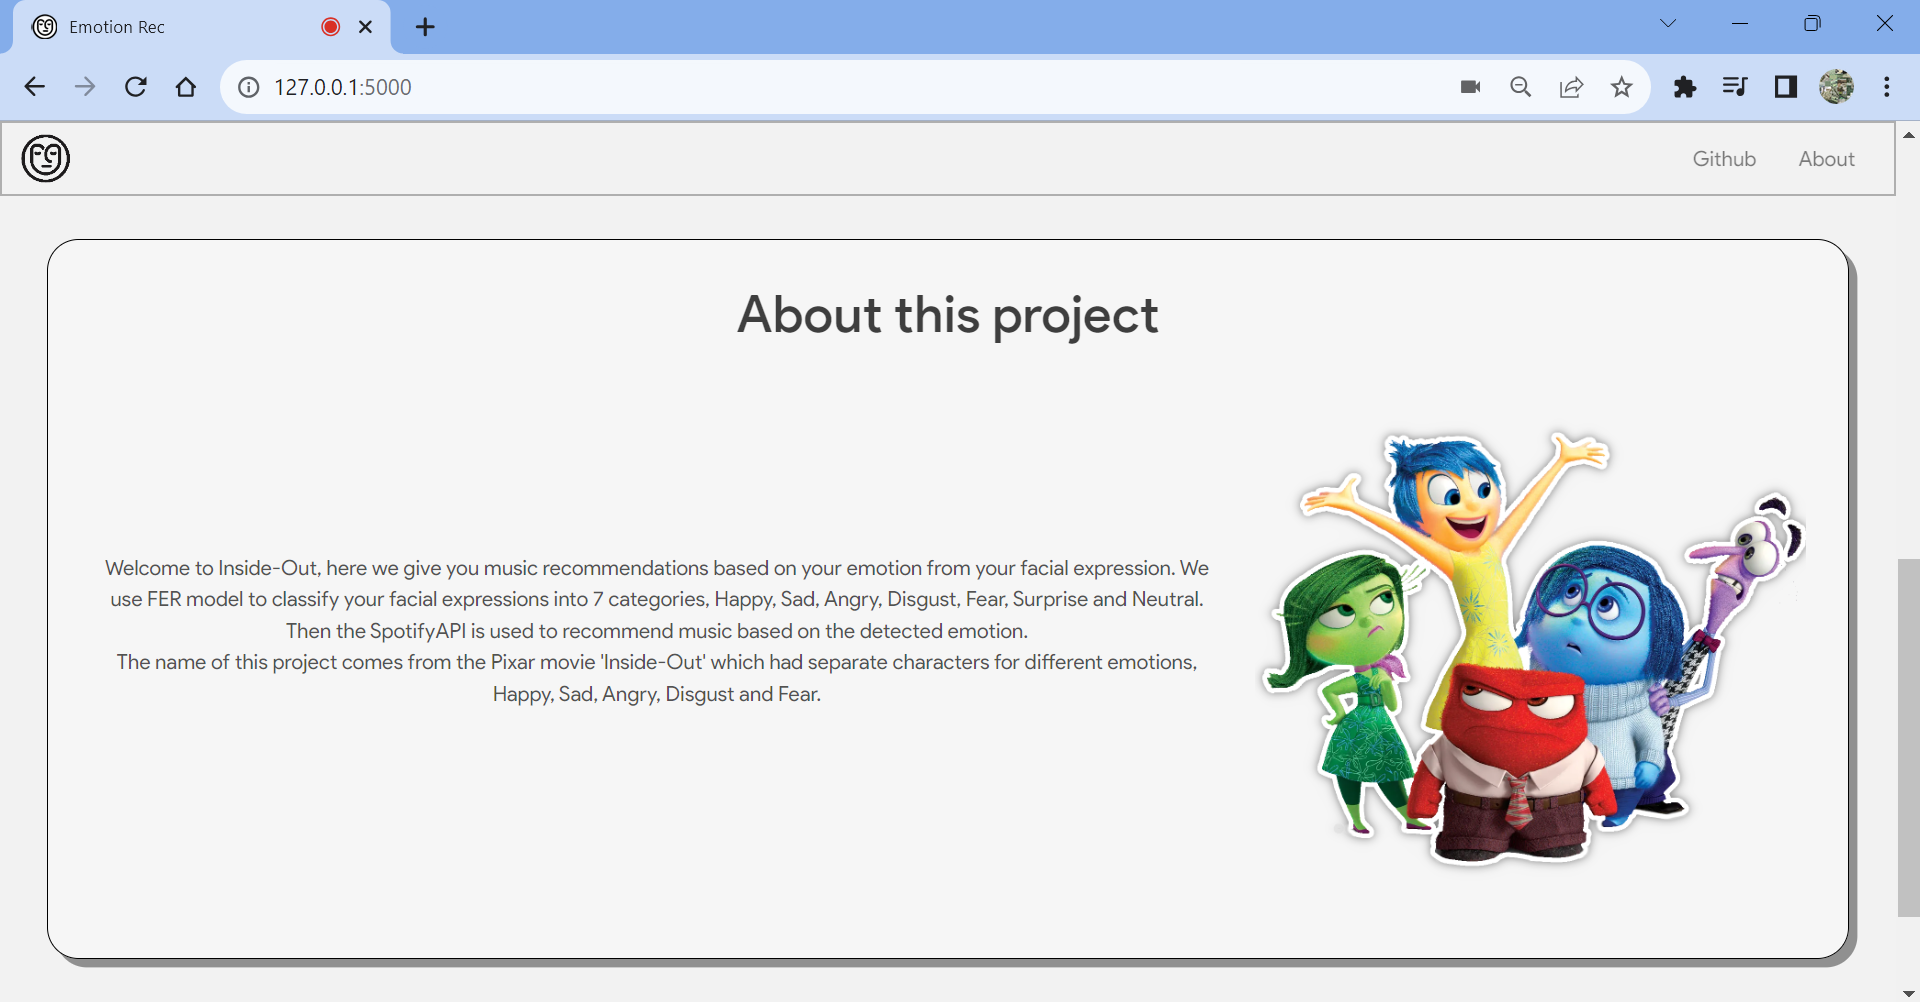 Emotion Rec
127.0.0.1:5000
Github About
About this project
Welcome to Inside-Out, here we give you music recommendations based on your emotion from your facial expression. We
use FER model to classify your facial expressions into 7 categories, Happy, Sad, Angry, Disgust, Fear, Surprise and Neutral.
Then the SpotifyAPI is used to recommend music based on the detected emotion.
The name of this project comes from the Pixar movie 'Inside-Out' which had separate characters for different emotions,
Happy, Sad, Angry, Disgust and Fear.